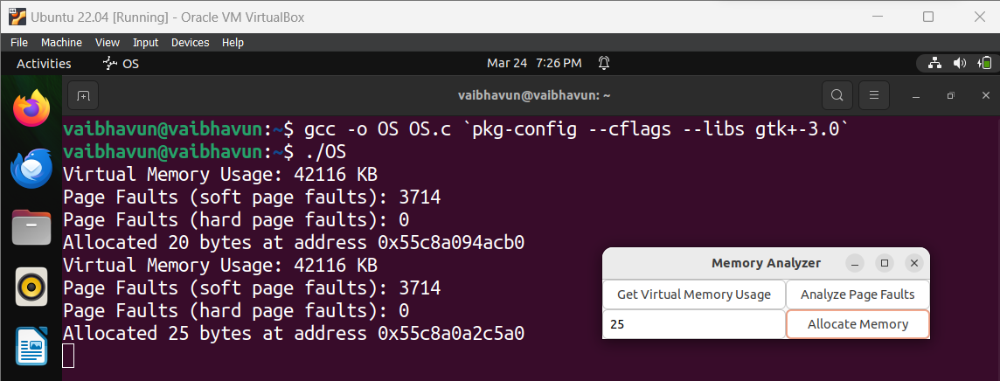 Ubuntu 22.04 [Running] - Oracle VM VirtualBox
File Machine View Input Devices Help
Activities OS Mar 24 7:26 PM
vaibhavun@vaibhavun: ~
vaibhavun@vaibhavun:~$ gcc -o OS OS.c `pkg-config --cflags --libs gtk+-3.0`
vaibhavun@vaibhavun:~$ ./OS
Virtual Memory Usage: 42116 KB
Page Faults (soft page faults): 3714
Page Faults (hard page faults): 0
Allocated 20 bytes at address 0x55c8a094acb0
Virtual Memory Usage: 42116 KB
Page Faults (soft page faults): 3714
Page Faults (hard page faults): 0
Allocated 25 bytes at address 0x55c8a0a2c5a0
Memory Analyzer
Get Virtual Memory Usage Analyze Page Faults
25 Allocate Memory